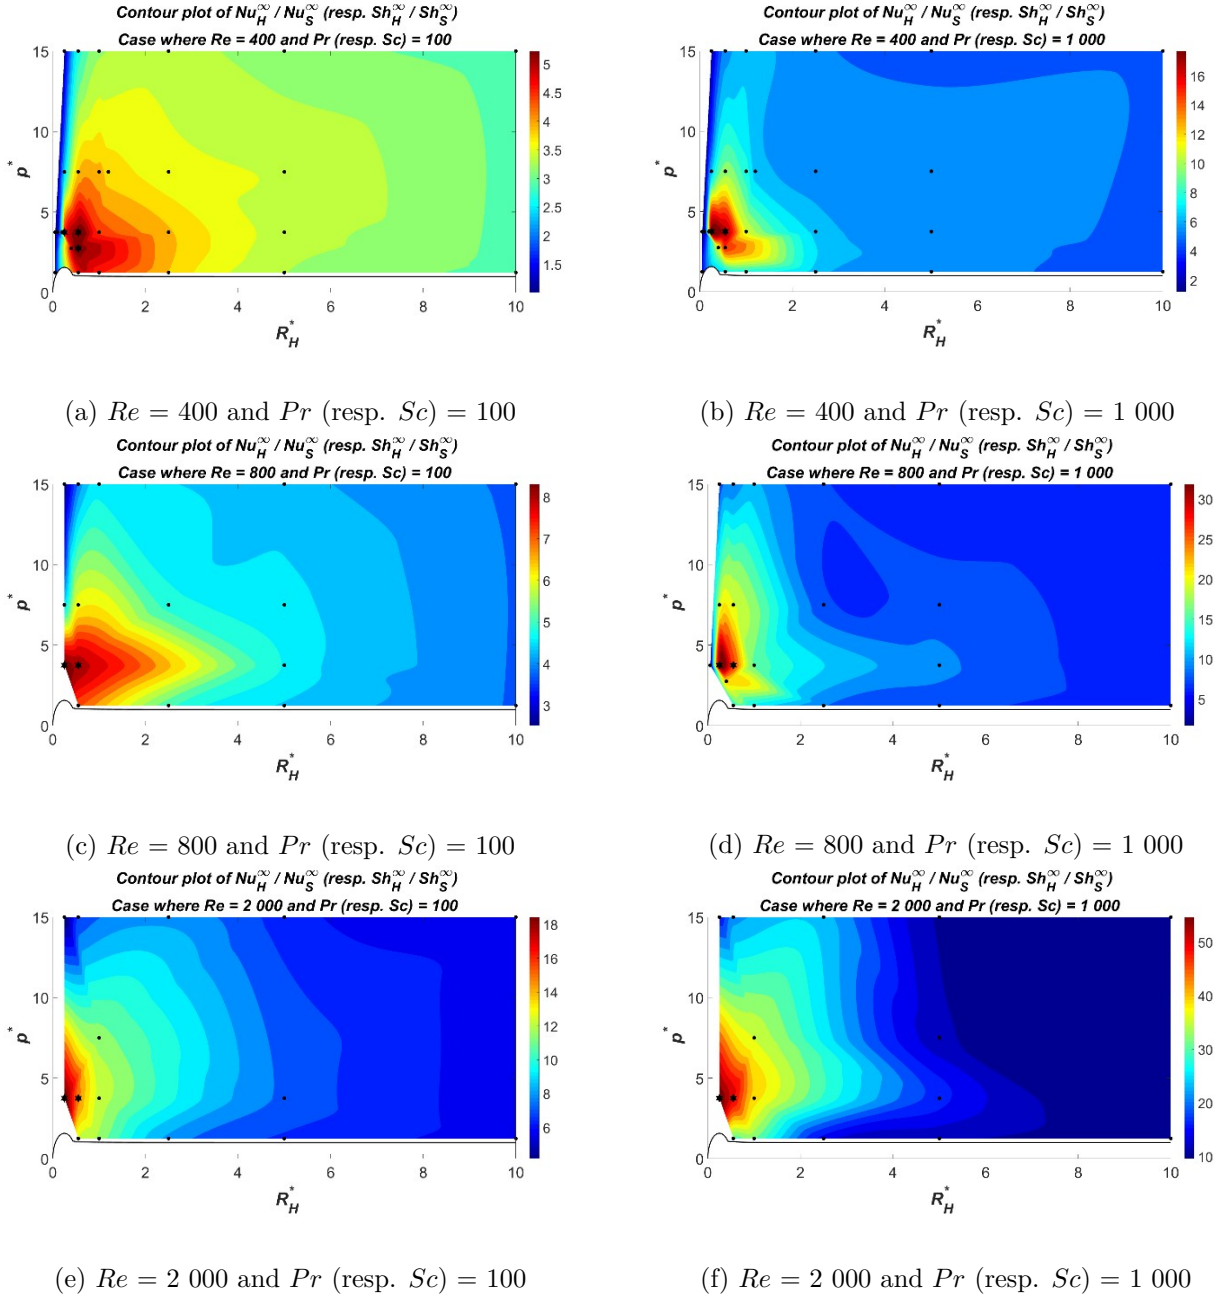 Contour plot of Nu_H^∞ / Nu_S^∞ (resp. Sh_H^∞ / Sh_S^∞)
Case where Re = 400 and Pr (resp. Sc) = 100
15
10
5
0
p*
0 2 4 6 8 10
R_H^*
5
4.5
4
3.5
3
2.5
2
1.5
(a) Re = 400 and Pr (resp. Sc) = 100
Contour plot of Nu_H^∞ / Nu_S^∞ (resp. Sh_H^∞ / Sh_S^∞)
Case where Re = 400 and Pr (resp. Sc) = 1 000
15
10
5
0
p*
0 2 4 6 8 10
R_H^*
16
14
12
10
8
6
4
2
(b) Re = 400 and Pr (resp. Sc) = 1 000
Contour plot of Nu_H^∞ / Nu_S^∞ (resp. Sh_H^∞ / Sh_S^∞)
Case where Re = 800 and Pr (resp. Sc) = 100
15
10
5
0
p*
0 2 4 6 8 10
R_H^*
8
7
6
5
4
3
(c) Re = 800 and Pr (resp. Sc) = 100
Contour plot of Nu_H^∞ / Nu_S^∞ (resp. Sh_H^∞ / Sh_S^∞)
Case where Re = 800 and Pr (resp. Sc) = 1 000
15
10
5
0
p*
0 2 4 6 8 10
R_H^*
30
25
20
15
10
5
(d) Re = 800 and Pr (resp. Sc) = 1 000
Contour plot of Nu_H^∞ / Nu_S^∞ (resp. Sh_H^∞ / Sh_S^∞)
Case where Re = 2 000 and Pr (resp. Sc) = 100
15
10
5
0
p*
0 2 4 6 8 10
R_H^*
18
16
14
12
10
8
6
(e) Re = 2 000 and Pr (resp. Sc) = 100
Contour plot of Nu_H^∞ / Nu_S^∞ (resp. Sh_H^∞ / Sh_S^∞)
Case where Re = 2 000 and Pr (resp. Sc) = 1 000
15
10
5
0
p*
0 2 4 6 8 10
R_H^*
50
40
30
20
10
(f) Re = 2 000 and Pr (resp. Sc) = 1 000